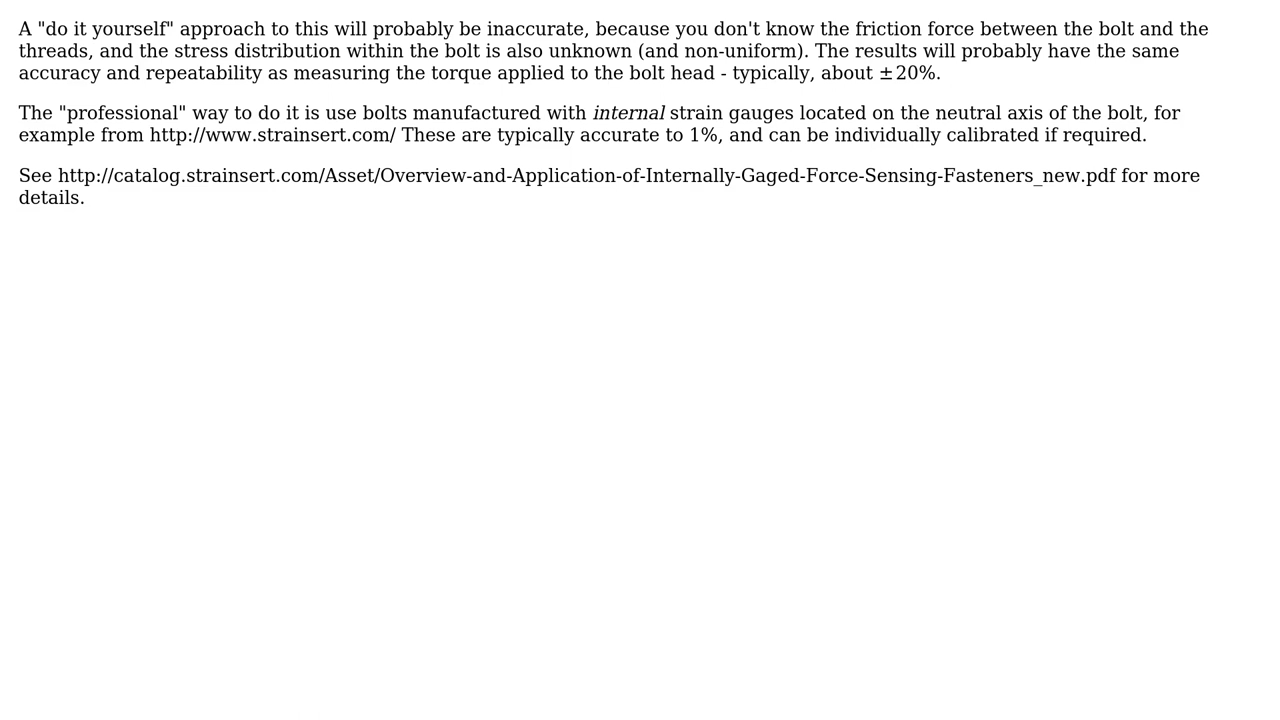 A "do it yourself" approach to this will probably be inaccurate, because you don't know the friction force between the bolt and the
threads, and the stress distribution within the bolt is also unknown (and non-uniform). The results will probably have the same
accuracy and repeatability as measuring the torque applied to the bolt head - typically, about ±20%.
The "professional" way to do it is use bolts manufactured with internal strain gauges located on the neutral axis of the bolt, for
example from http://www.strainsert.com/ These are typically accurate to 1%, and can be individually calibrated if required.
See http://catalog.strainsert.com/Asset/Overview-and-Application-of-Internally-Gaged-Force-Sensing-Fasteners_new.pdf for more
details.